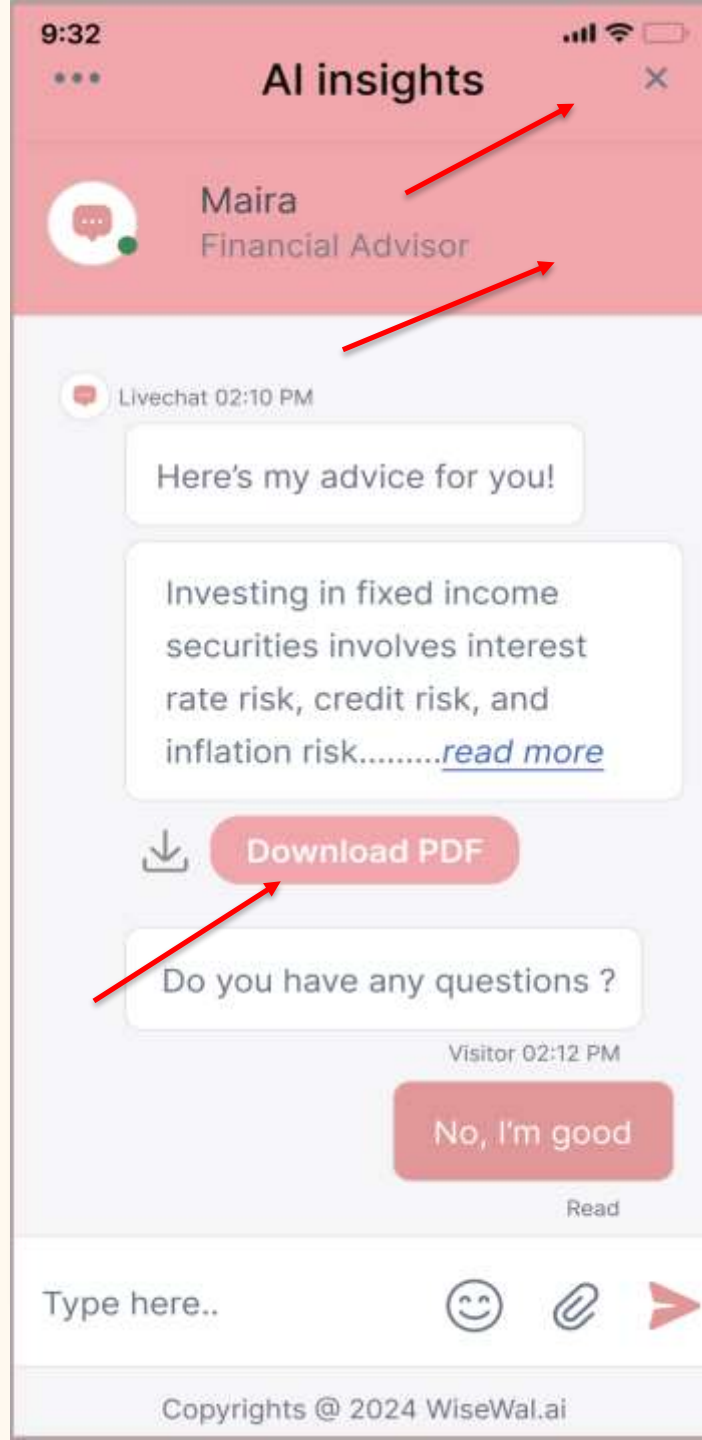 9:32
AI insights
Maira
Financial Advisor
Livechat 02:10 PM
Here's my advice for you!
Investing in fixed income
securities involves interest
rate risk, credit risk, and
inflation risk.........read more
Download PDF
Do you have any questions ?
Visitor 02:12 PM
No, I'm good
Read
Type here..
Copyrights @ 2024 WiseWal.ai